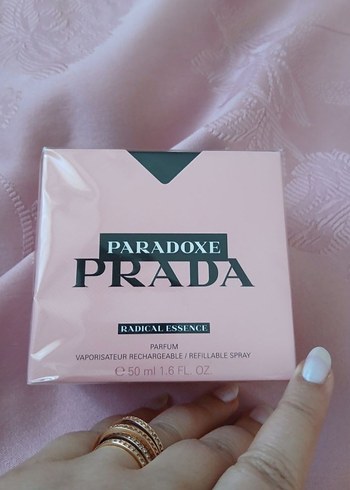 PARADOXE
PRADA
RADICAL ESSENCE
PARFUM
VAPORISATEUR RECHARGEABLE / REFILLABLE SPRAY
℮ 50 ml 1.6 FL. OZ.